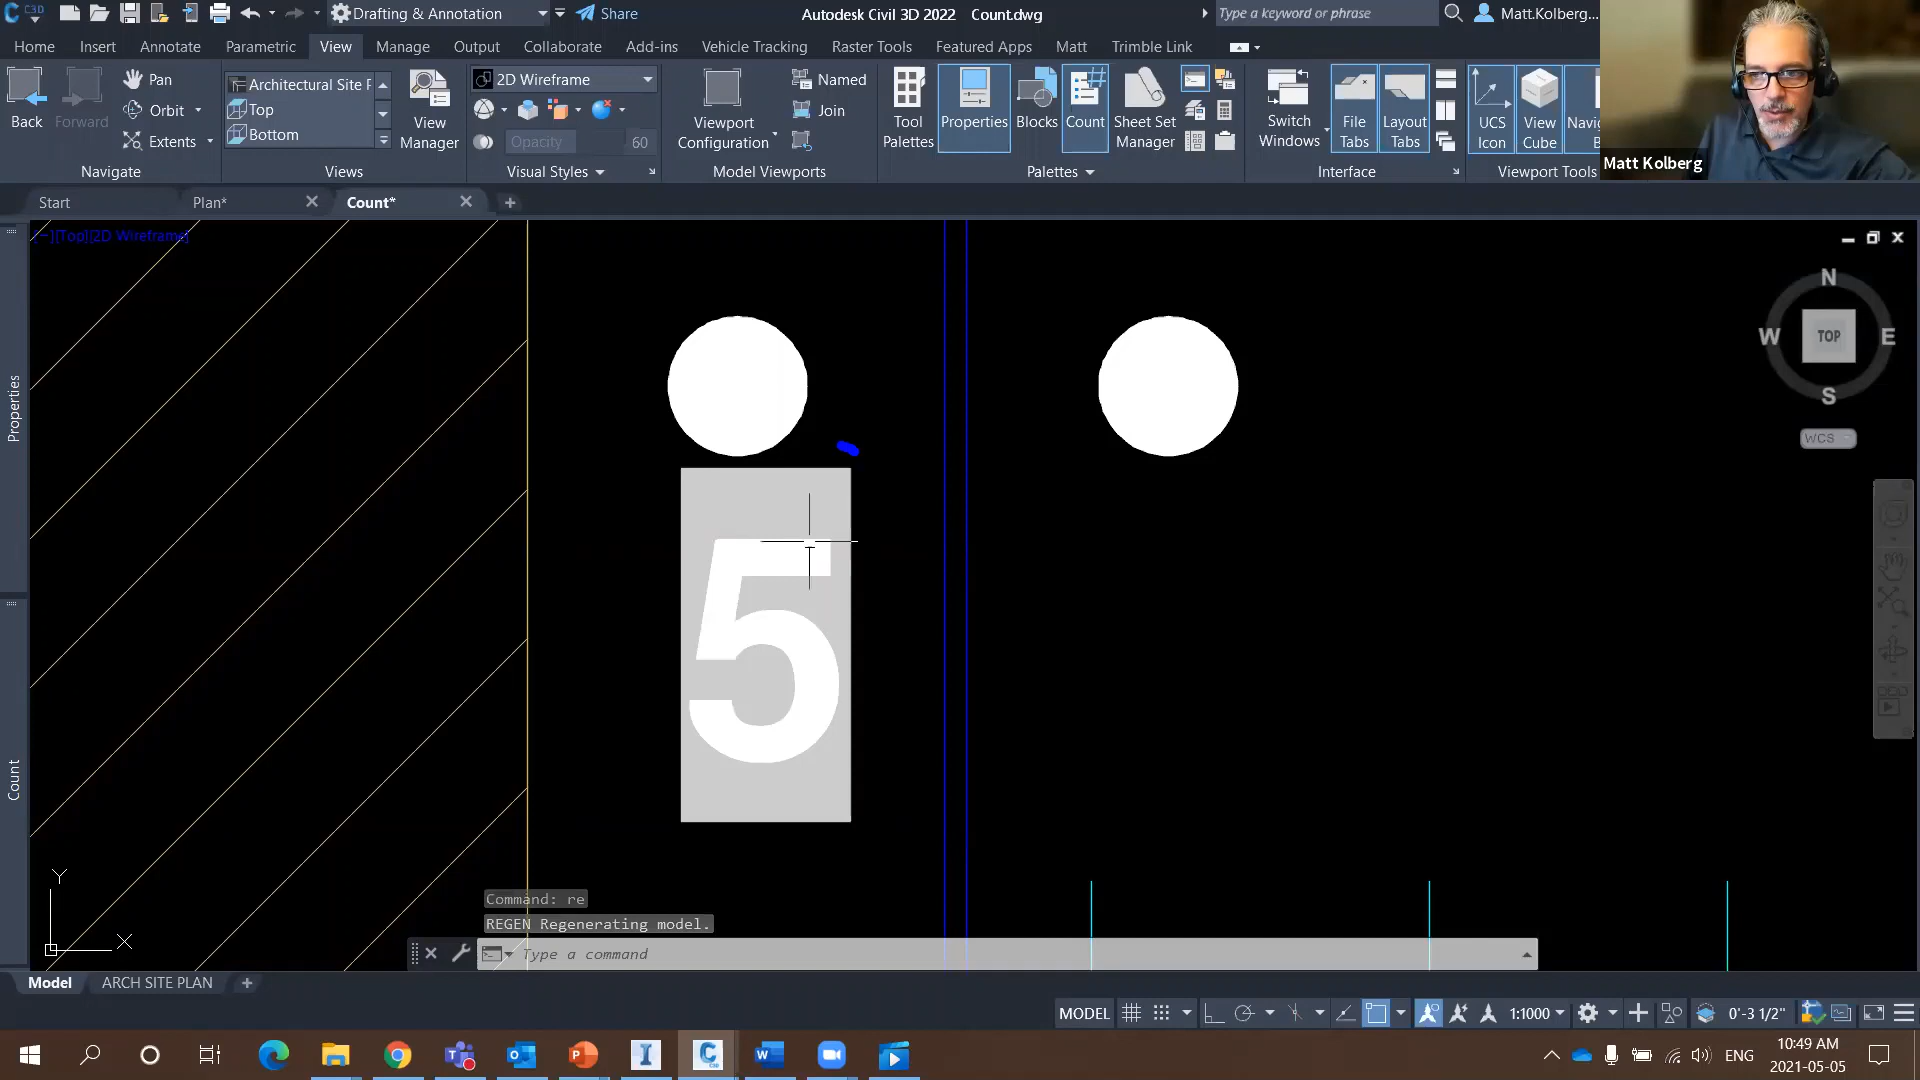 Drafting & Annotation
Share
Autodesk Civil 3D 2022 Count.dwg
Type a keyword or phrase
Matt.Kolberg...
Home Insert Annotate Parametric View Manage Output Collaborate Add-ins Vehicle Tracking Raster Tools Featured Apps Matt Trimble Link
Back
Forward
Pan
Orbit
Extents
Navigate
Architectural Site P
Top
Bottom
View
Manager
Views
2D Wireframe
Opacity 60
Visual Styles
Viewport
Configuration
Named
Join
Model Viewports
Tool
Palettes
Properties
Blocks
Count
Sheet Set
Manager
Palettes
Switch
Windows
File
Tabs
Layout
Tabs
Interface
UCS
Icon
View
Cube
Viewport Tools
Matt Kolberg
Start Plan* Count*
[−][Top][2D Wireframe]
N
W TOP E
S
WCS
Properties
Count
5
Y
X
Command: re
REGEN Regenerating model.
Type a command
Model ARCH SITE PLAN
MODEL 1:1000 0'-3 1/2"
ENG
10:49 AM
2021-05-05